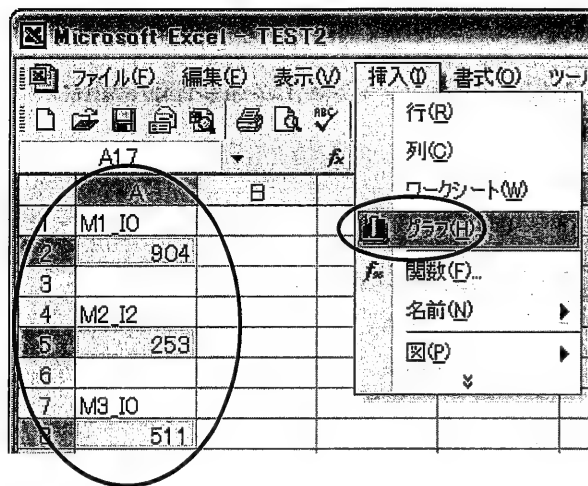 Microsoft Excel - TEST2
ファイル(F) 編集(E) 表示(V) 挿入(I) 書式(O) ツー
行(R)
列(C)
ワークシート(W)
グラフ(H)...
関数(F)...
名前(N)
図(P)
ABC
A17
fx
A B
1 M1_I0
2 904
3
4 M2_I2
5 253
6
7 M3_I0
8 511